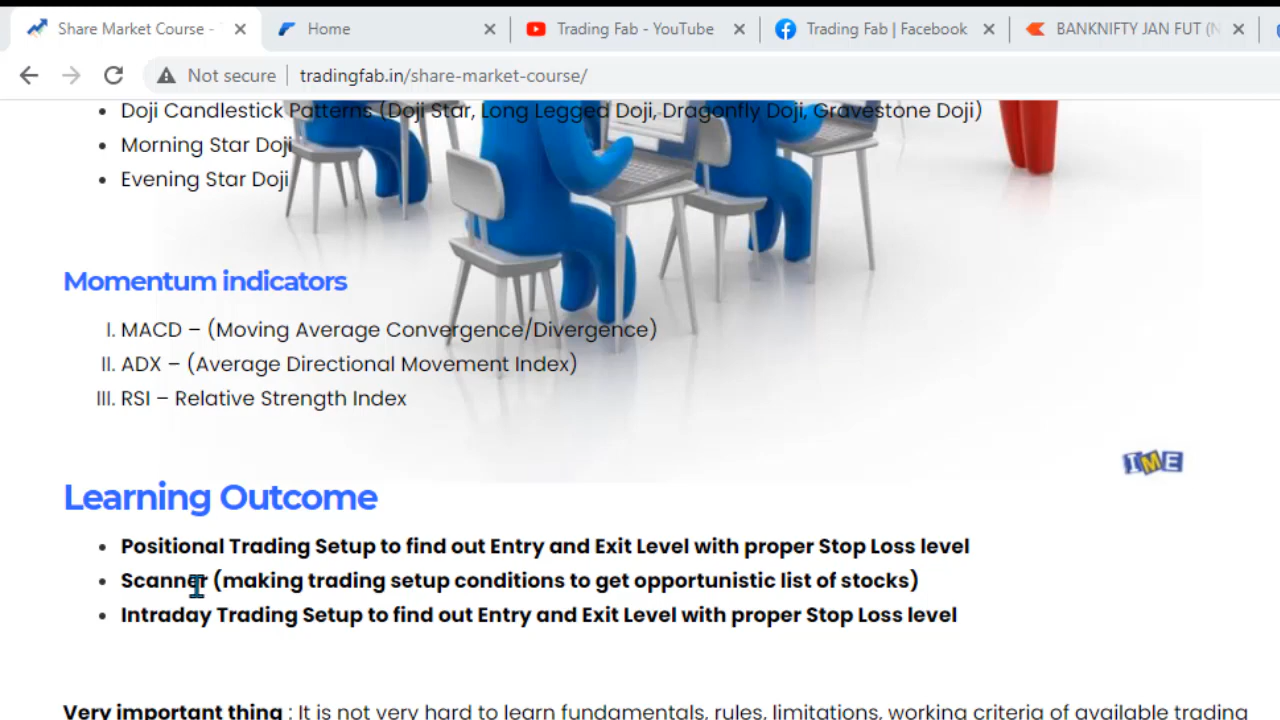 Share Market Course -
Home
Trading Fab - YouTube
Trading Fab | Facebook
BANKNIFTY JAN FUT (N
Not secure
tradingfab.in/share-market-course/
• Doji Candlestick Patterns (Doji Star, Long Legged Doji, Dragonfly Doji, Gravestone Doji)
• Morning Star Doji
• Evening Star Doji
Momentum indicators
I. MACD – (Moving Average Convergence/Divergence)
II. ADX – (Average Directional Movement Index)
III. RSI – Relative Strength Index
IME
Learning Outcome
• Positional Trading Setup to find out Entry and Exit Level with proper Stop Loss level
• Scanner (making trading setup conditions to get opportunistic list of stocks)
• Intraday Trading Setup to find out Entry and Exit Level with proper Stop Loss level
Very important thing : It is not very hard to learn fundamentals, rules, limitations, working criteria of available trading